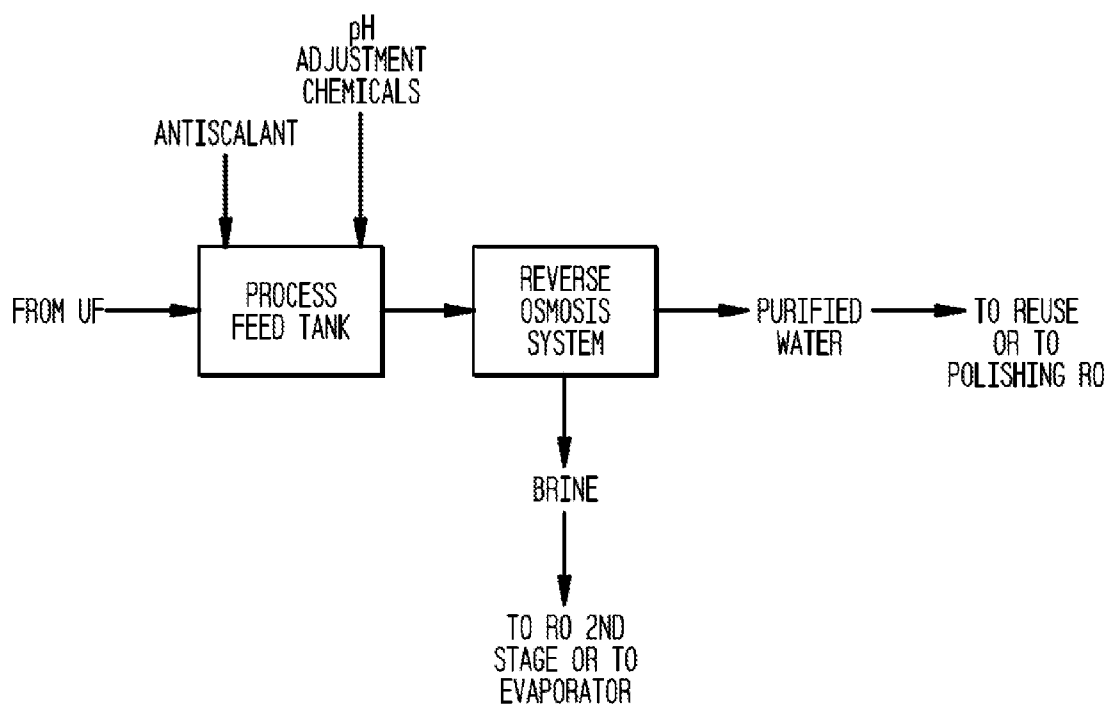 pH
ADJUSTMENT
CHEMICALS
ANTISCALANT
FROM UF
PROCESS
FEED TANK
REVERSE
OSMOSIS
SYSTEM
PURIFIED
WATER
TO REUSE
OR TO
POLISHING RO
BRINE
TO RO 2ND
STAGE OR TO
EVAPORATOR